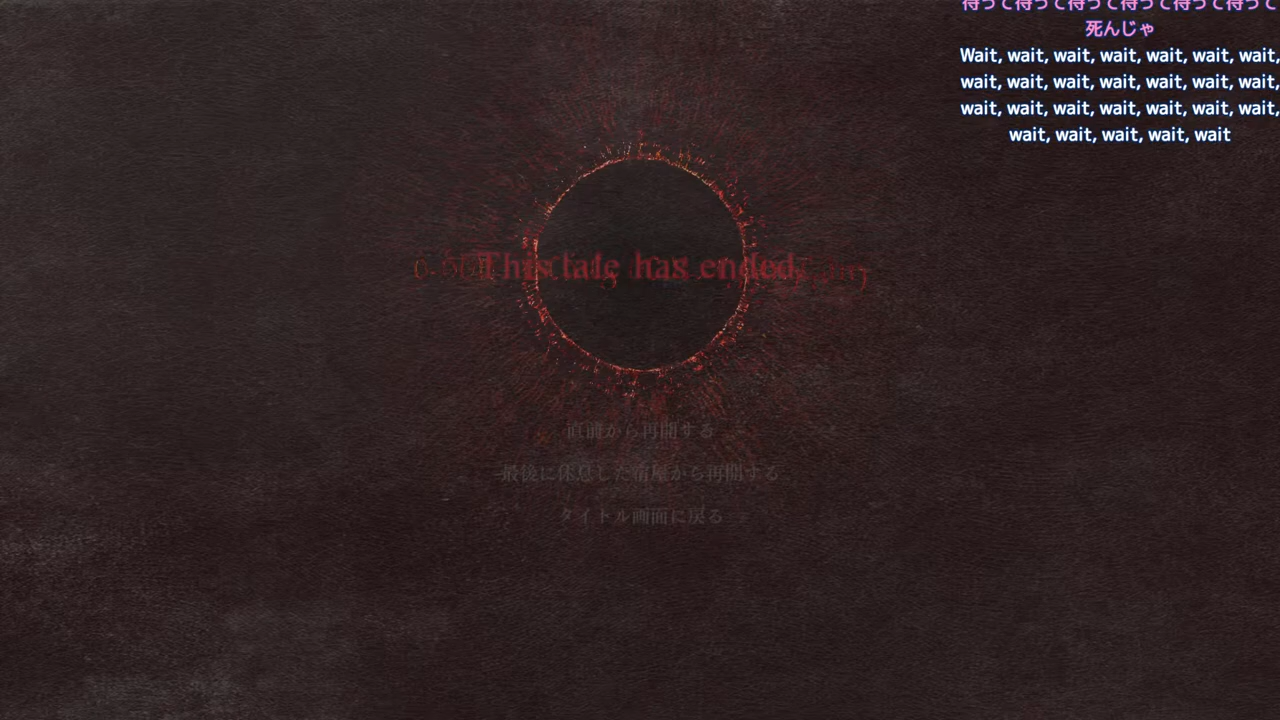 待って待って待って待って待って待って
死んじゃ
Wait, wait, wait, wait, wait, wait, wait,
wait, wait, wait, wait, wait, wait, wait,
wait, wait, wait, wait, wait, wait, wait,
wait, wait, wait, wait, wait
This tale has ended
直前から再開する
最後に休息した宿屋から再開する
タイトル画面に戻る